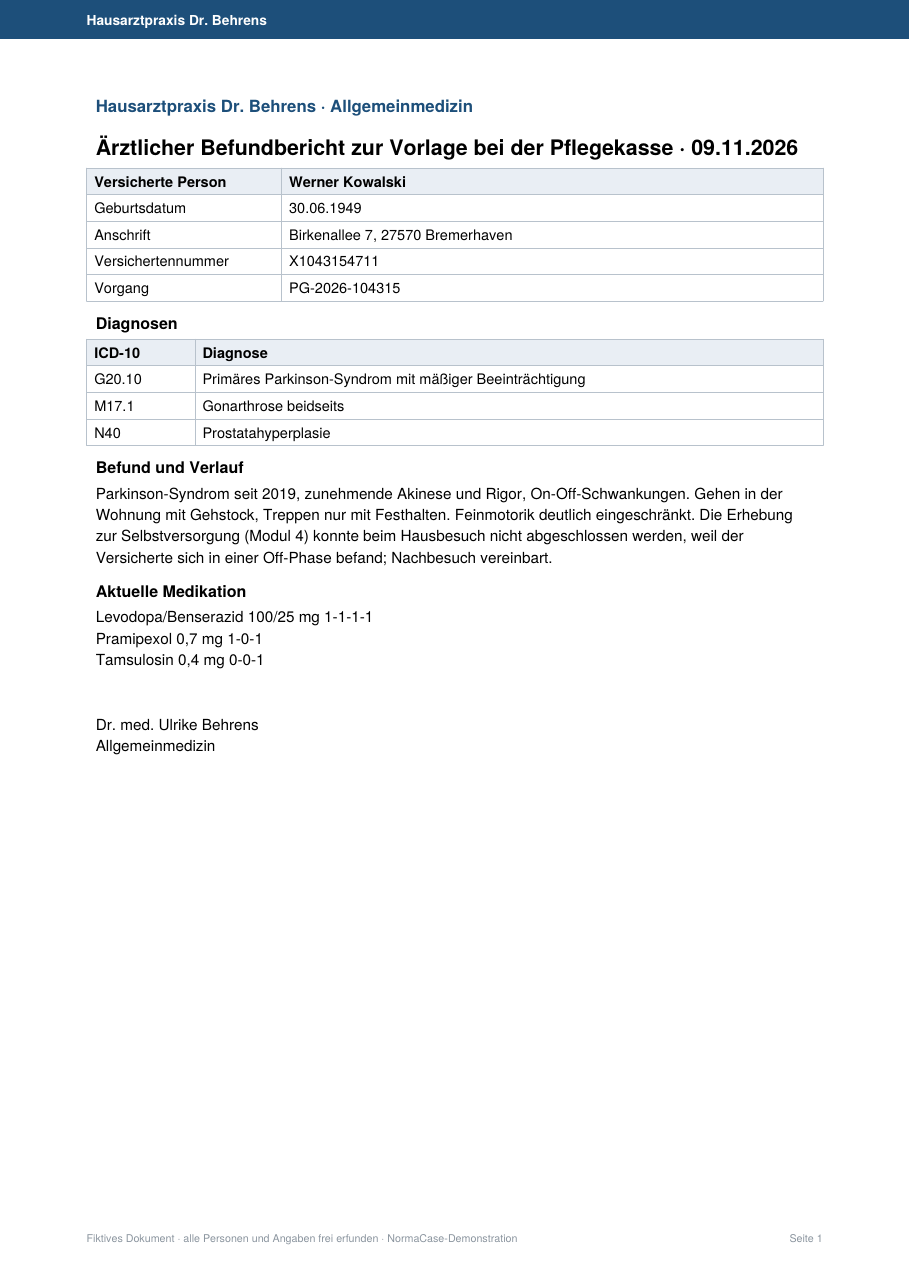 Hausarztpraxis Dr. Behrens
Hausarztpraxis Dr. Behrens · Allgemeinmedizin
Ärztlicher Befundbericht zur Vorlage bei der Pflegekasse · 09.11.2026
Versicherte Person Werner Kowalski
Geburtsdatum 30.06.1949
Anschrift Birkenallee 7, 27570 Bremerhaven
Versichertennummer X1043154711
Vorgang PG-2026-104315
Diagnosen
ICD-10 Diagnose
G20.10 Primäres Parkinson-Syndrom mit mäßiger Beeinträchtigung
M17.1 Gonarthrose beidseits
N40 Prostatahyperplasie
Befund und Verlauf
Parkinson-Syndrom seit 2019, zunehmende Akinese und Rigor, On-Off-Schwankungen. Gehen in der
Wohnung mit Gehstock, Treppen nur mit Festhalten. Feinmotorik deutlich eingeschränkt. Die Erhebung
zur Selbstversorgung (Modul 4) konnte beim Hausbesuch nicht abgeschlossen werden, weil der
Versicherte sich in einer Off-Phase befand; Nachbesuch vereinbart.
Aktuelle Medikation
Levodopa/Benserazid 100/25 mg 1-1-1-1
Pramipexol 0,7 mg 1-0-1
Tamsulosin 0,4 mg 0-0-1
Dr. med. Ulrike Behrens
Allgemeinmedizin
Fiktives Dokument · alle Personen und Angaben frei erfunden · NormaCase-Demonstration Seite 1